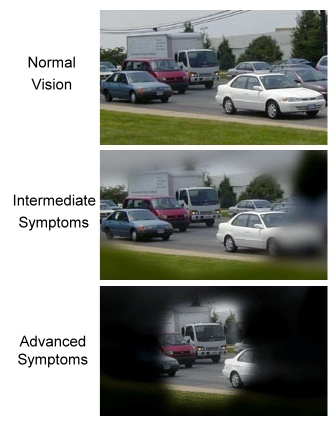 Normal
Vision
Intermediate
Symptoms
Advanced
Symptoms